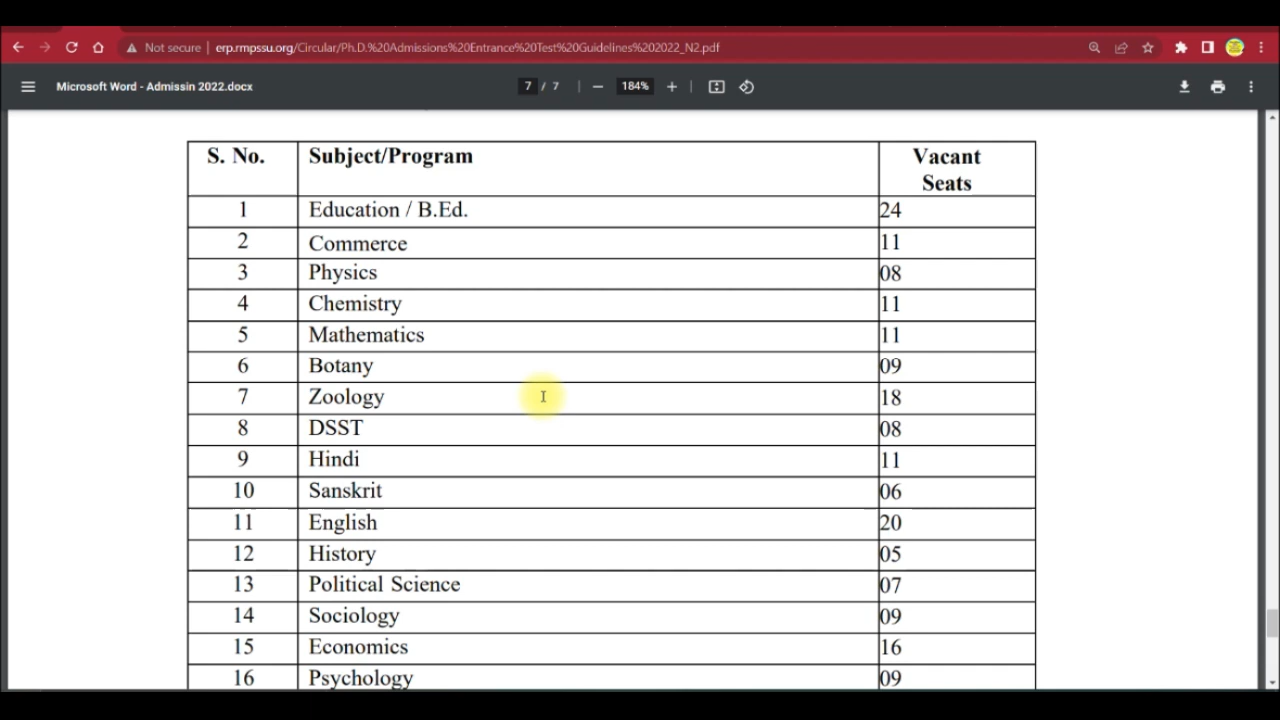 Not secure erp.rmpssu.org/Circular/Ph.D.%20Admissions%20Entrance%20Test%20Guidelines%202022_N2.pdf
Microsoft Word - Admissin 2022.docx 7 / 7 − 184% +
S. No. Subject/Program Vacant
Seats
1 Education / B.Ed. 24
2 Commerce 11
3 Physics 08
4 Chemistry 11
5 Mathematics 11
6 Botany 09
7 Zoology 18
8 DSST 08
9 Hindi 11
10 Sanskrit 06
11 English 20
12 History 05
13 Political Science 07
14 Sociology 09
15 Economics 16
16 Psychology 09